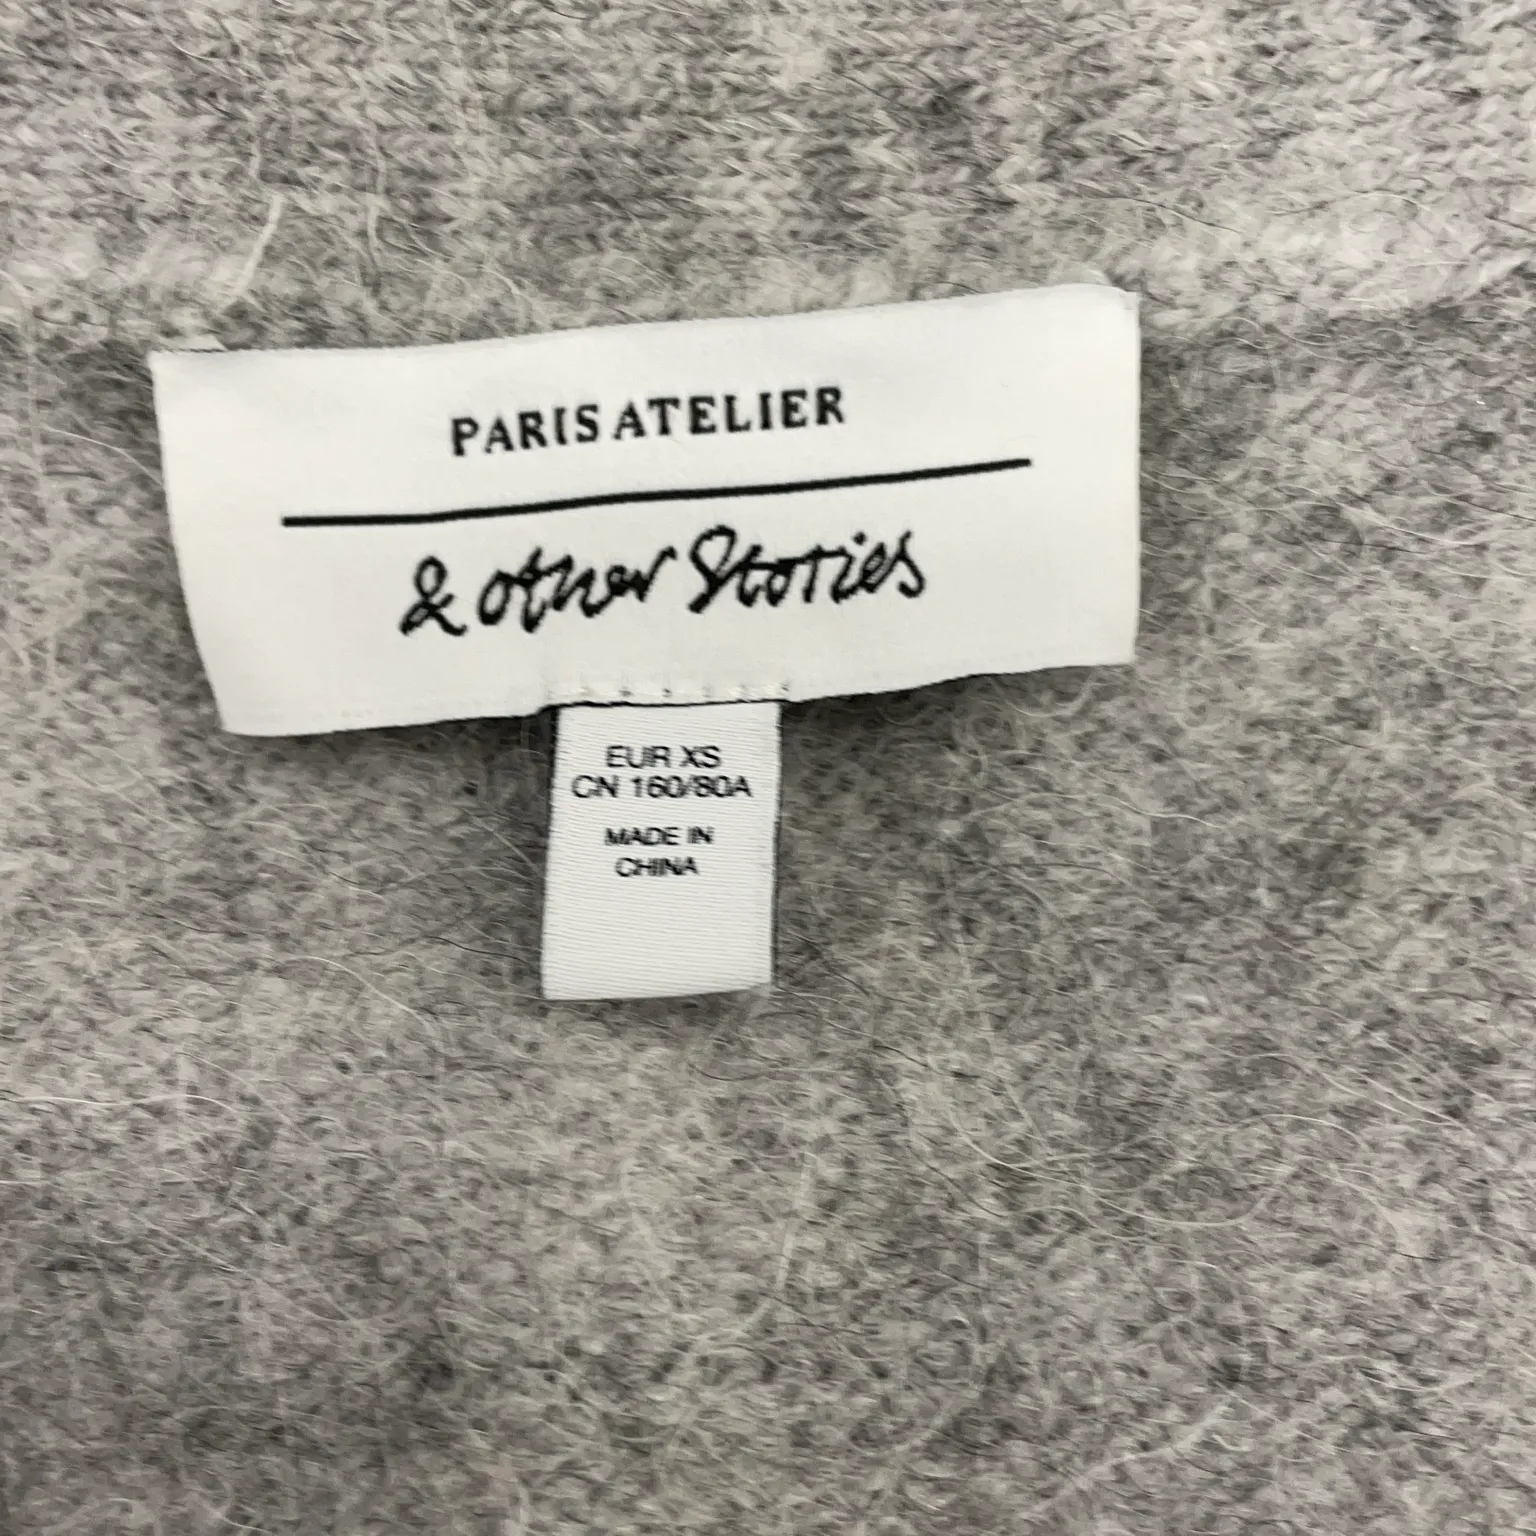 PARIS ATELIER
& other Stories
EUR XS
CN 160/80A
MADE IN
CHINA